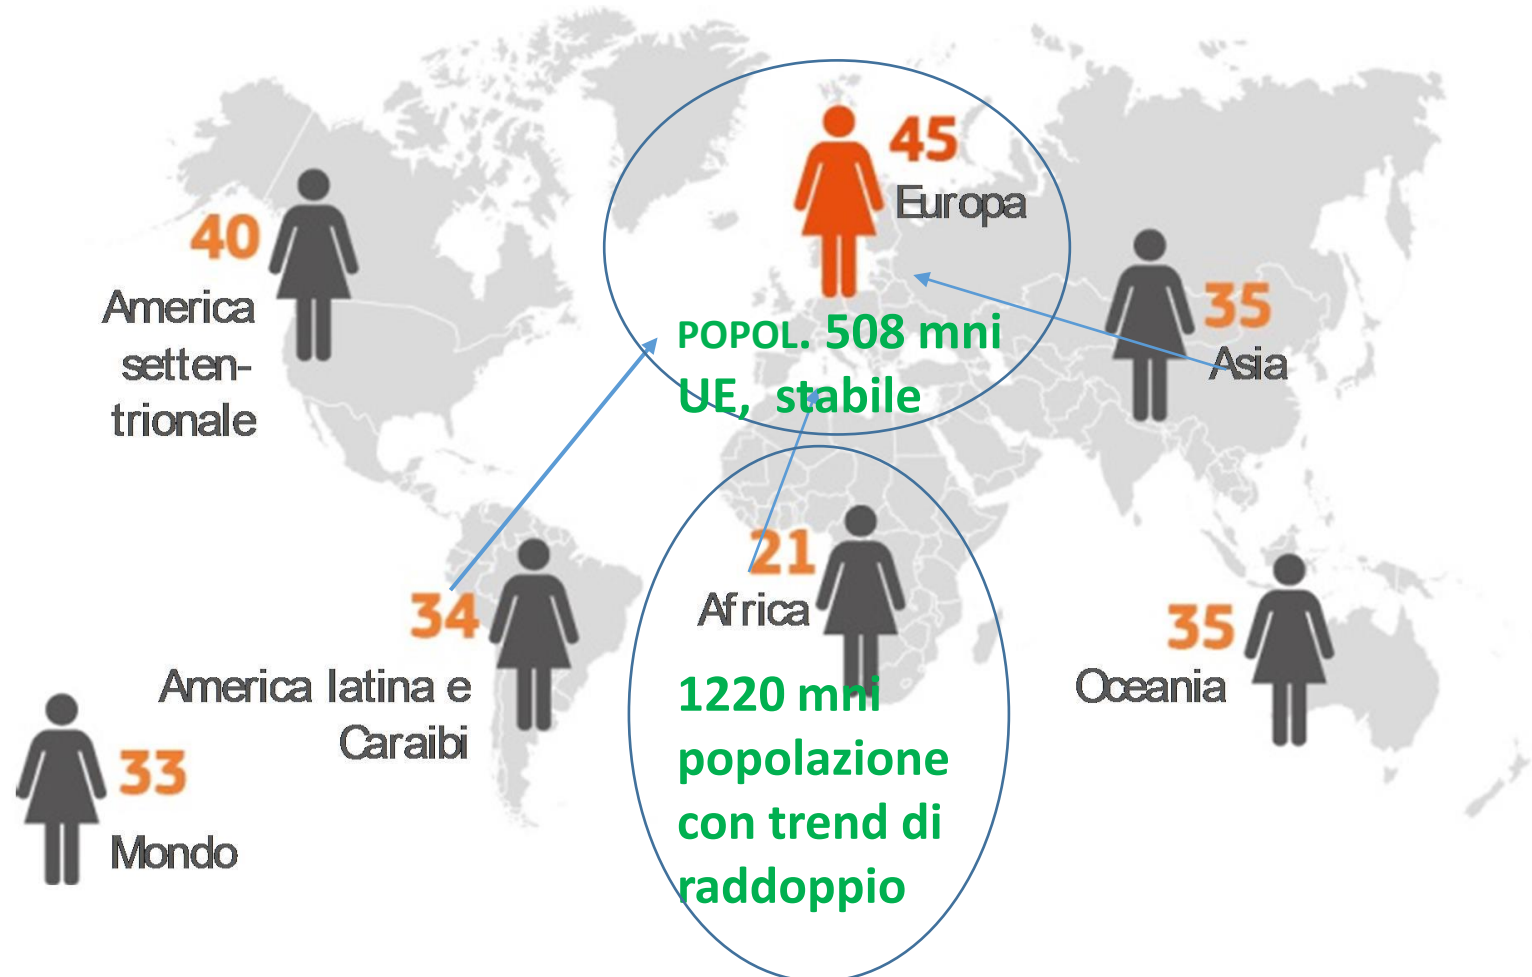 45
Europa
40
America
setten-
trionale
35
Asia
POPOL. 508 mni
UE, stabile
21
Africa
34
America latina e
Caraibi
35
Oceania
1220 mni
popolazione
con trend di
raddoppio
33
Mondo